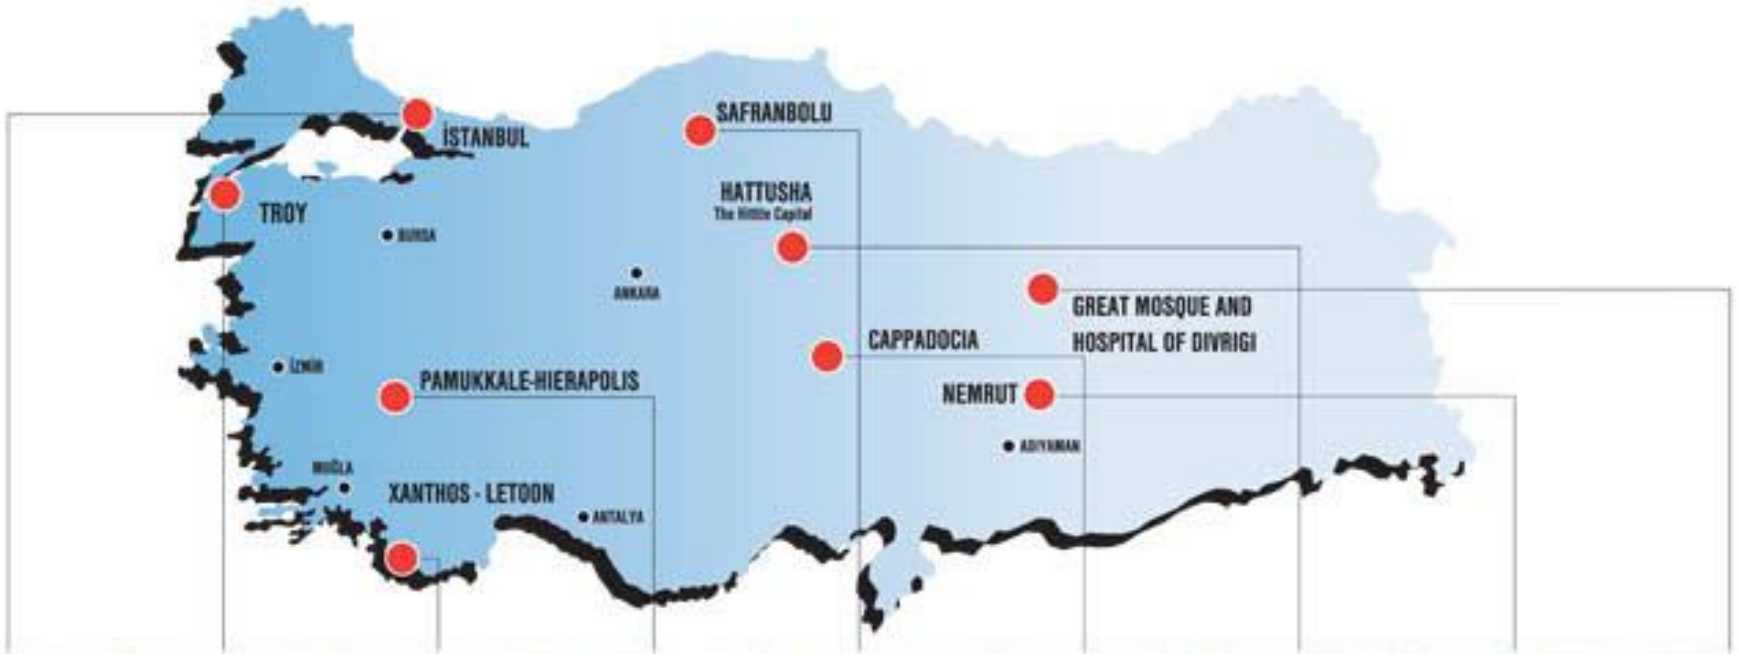 SAFRANBOLU
İSTANBUL
HATTUSHA
The Hittite Capital
TROY
BURSA
ANKARA
GREAT MOSQUE AND
HOSPITAL OF DIVRIGI
CAPPADOCIA
İZMİR
PAMUKKALE-HIERAPOLIS
NEMRUT
ADIYAMAN
MUĞLA
XANTHOS - LETOON
ANTALYA